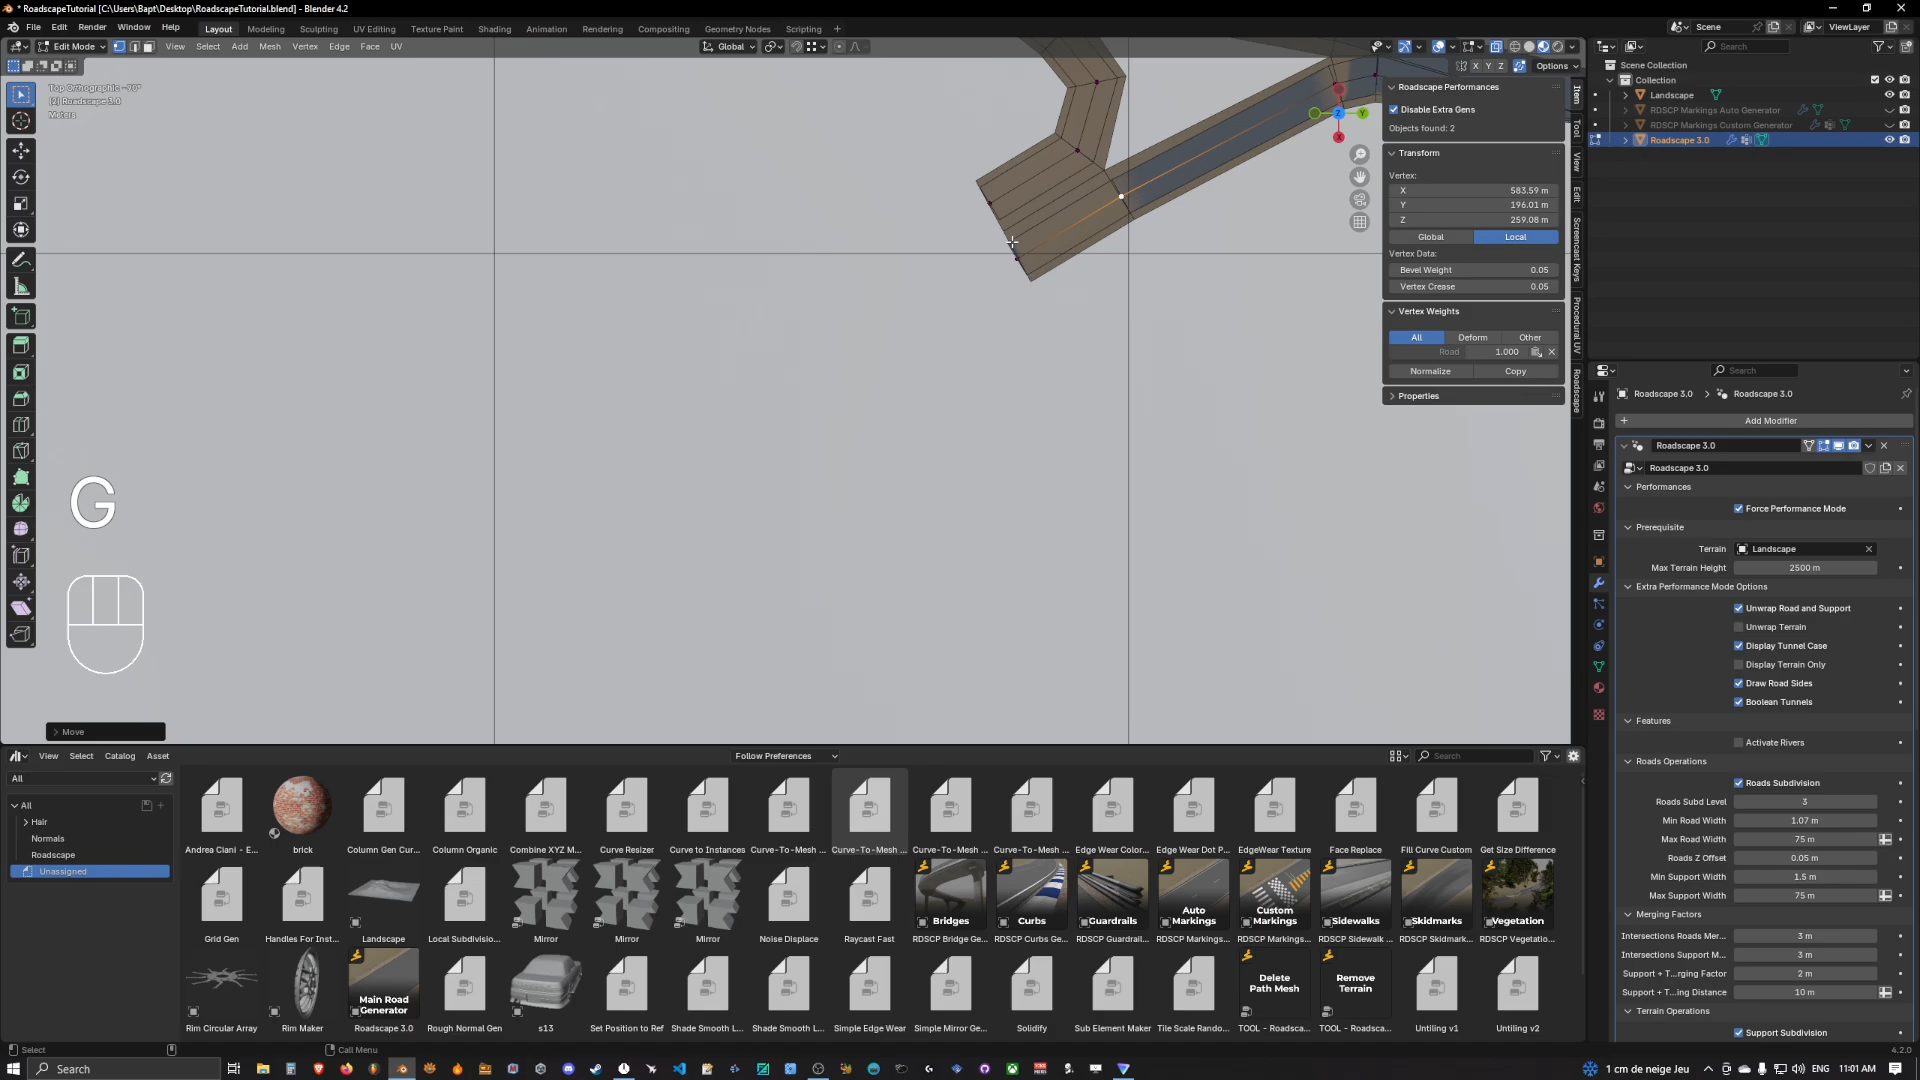 * RoadscapeTutorial [C:\Users\Bapt\Desktop\RoadscapeTutorial.blend] - Blender 4.2
File Edit Render Window Help Layout Modeling Sculpting UV Editing Texture Paint Shading Animation Rendering Compositing Geometry Nodes Scripting + Scene ViewLayer
Edit Mode View Select Add Mesh Vertex Edge Face UV Global Search
X Y Z Options
Top Orthographic -90°
(2) Roadscape 3.0
Meters
Z Y
X
Roadscape Performances
Disable Extra Gens
Objects found: 2
Transform
Vertex:
X 583.59 m
Y 196.01 m
Z 259.08 m
Global Local
Vertex Data:
Bevel Weight 0.05
Vertex Crease 0.05
Vertex Weights
All Deform Other
Road 1.000
Normalize Copy
Properties
Item
Tool
View
Edit
Screencast Keys
Procedural UV
Roadscape
G
Move
Scene Collection
Collection
Landscape
RDSCP Markings Auto Generator
RDSCP Markings Custom Generator
Roadscape 3.0
Search
Roadscape 3.0 Roadscape 3.0
Add Modifier
Roadscape 3.0
Roadscape 3.0
Performances
Force Performance Mode
Prerequisite
Terrain Landscape
Max Terrain Height 2500 m
Extra Performance Mode Options
Unwrap Road and Support
Unwrap Terrain
Display Tunnel Case
Display Terrain Only
Draw Road Sides
Boolean Tunnels
Features
Activate Rivers
Roads Operations
Roads Subdivision
Roads Subd Level 3
Min Road Width 1.07 m
Max Road Width 75 m
Roads Z Offset 0.05 m
Min Support Width 1.5 m
Max Support Width 75 m
Merging Factors
Intersections Roads Mer... 3 m
Intersections Support M... 3 m
Support + T...rging Factor 2 m
Support + T...ing Distance 10 m
Terrain Operations
Support Subdivision
View Select Catalog Asset Follow Preferences Search
All
All
Hair
Normals
Roadscape
Unassigned
Andrea Ciani - E... brick Column Gen Cur... Column Organic Combine XYZ M... Curve Resizer Curve to Instances Curve-To-Mesh ... Curve-To-Mesh ... Curve-To-Mesh ... Curve-To-Mesh ... Edge Wear Color... Edge Wear Dot P... EdgeWear Texture Face Replace Fill Curve Custom Get Size Difference
Bridges Curbs Guardrails Auto Markings Custom Markings Sidewalks Skidmarks Vegetation
Grid Gen Handles For Inst... Landscape Local Subdivisio... Mirror Mirror Mirror Noise Displace Raycast Fast RDSCP Bridge Ge... RDSCP Curbs Ge... RDSCP Guardrail... RDSCP Markings... RDSCP Markings... RDSCP Sidewalk ... RDSCP Skidmark... RDSCP Vegetatio...
Main Road Generator Delete Path Mesh Remove Terrain
Rim Circular Array Rim Maker Roadscape 3.0 Rough Normal Gen s13 Set Position to Ref Shade Smooth L... Shade Smooth L... Simple Edge Wear Simple Mirror Ge... Solidify Sub Element Maker Tile Scale Rando... TOOL - Roadsca... TOOL - Roadsca... Untiling v1 Untiling v2
Select Call Menu 4.2.0
Search 1 cm de neige Jeu ENG 11:01 AM